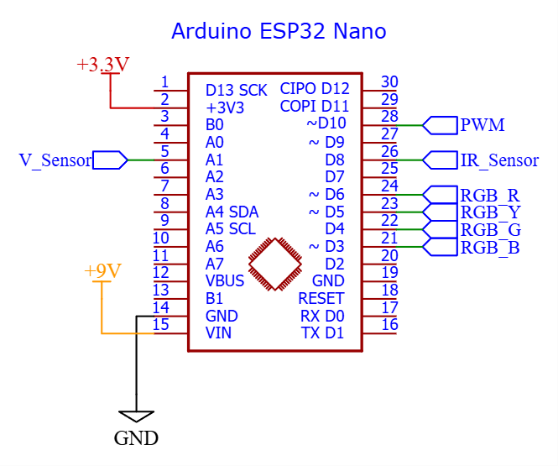 Arduino ESP32 Nano
+3.3V
1 D13 SCK CIPO D12 30
2 +3V3 COPI D11 29
3 B0 ~D10 28 PWM
4 A0 ~ D9 27
V_Sensor 5 A1 D8 26 IR_Sensor
6 A2 D7 25
7 A3 ~ D6 24 RGB_R
8 A4 SDA ~ D5 23 RGB_Y
9 A5 SCL D4 22 RGB_G
10 A6 ~ D3 21 RGB_B
11 A7 D2 20
+9V
12 VBUS GND 19
13 B1 RESET 18
14 GND RX D0 17
15 VIN TX D1 16
GND